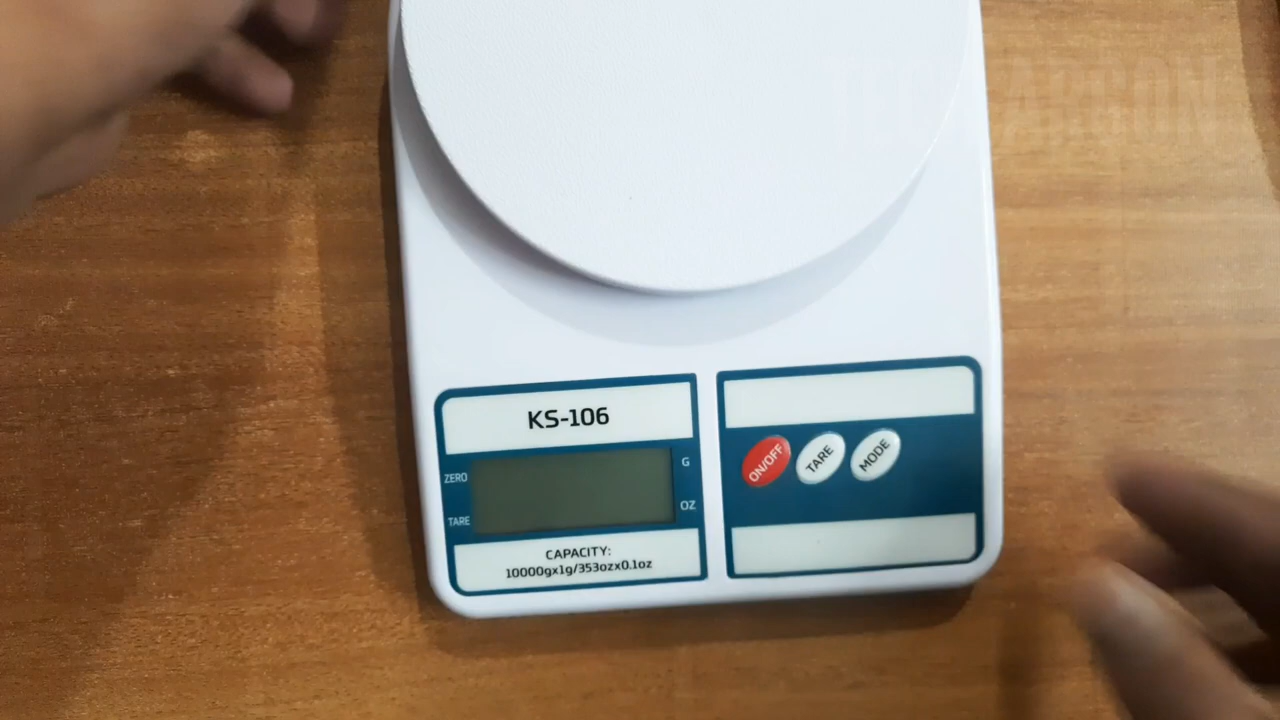 KS-106
ZERO
G
TARE
OZ
CAPACITY:
10000gx1g/353ozx0.1oz
ON/OFF
TARE
MODE